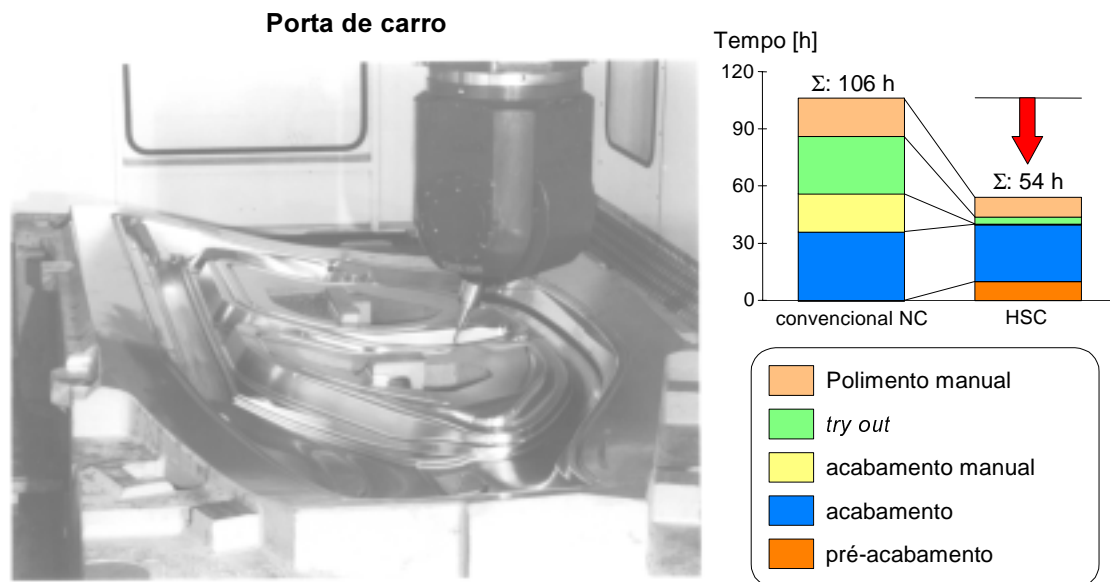 Porta de carro
Tempo [h]
120
90
60
30
0
Σ: 106 h
Σ: 54 h
convencional NC
HSC
Polimento manual
try out
acabamento manual
acabamento
pré-acabamento